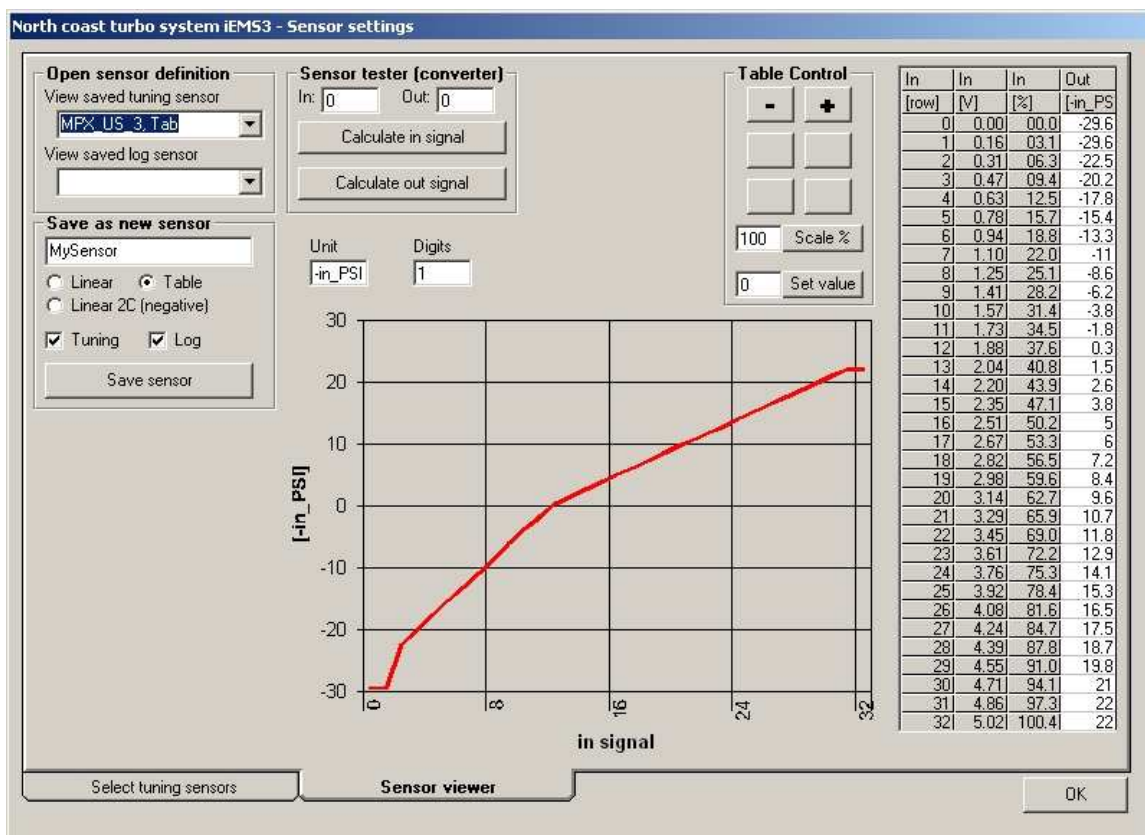 North coast turbo system iEMS3 - Sensor settings
Open sensor definition
View saved tuning sensor
MPX_US_3, Tab
View saved log sensor
Save as new sensor
MySensor
Linear Table
Linear 2C (negative)
Tuning Log
Save sensor
Sensor tester (converter)
In: 0 Out: 0
Calculate in signal
Calculate out signal
Unit Digits
-in_PSI 1
Table Control
- +
100 Scale %
0 Set value
30
20
10
0
-10
-20
-30
[-in_PSI]
0 8 16 24 32
in signal
In In In Out
[row] [V] [%] [-in_PS
0 0.00 00.0 -29.6
1 0.16 03.1 -29.6
2 0.31 06.3 -22.5
3 0.47 09.4 -20.2
4 0.63 12.5 -17.8
5 0.78 15.7 -15.4
6 0.94 18.8 -13.3
7 1.10 22.0 -11
8 1.25 25.1 -8.6
9 1.41 28.2 -6.2
10 1.57 31.4 -3.8
11 1.73 34.5 -1.8
12 1.88 37.6 0.3
13 2.04 40.8 1.5
14 2.20 43.9 2.6
15 2.35 47.1 3.8
16 2.51 50.2 5
17 2.67 53.3 6
18 2.82 56.5 7.2
19 2.98 59.6 8.4
20 3.14 62.7 9.6
21 3.29 65.9 10.7
22 3.45 69.0 11.8
23 3.61 72.2 12.9
24 3.76 75.3 14.1
25 3.92 78.4 15.3
26 4.08 81.6 16.5
27 4.24 84.7 17.5
28 4.39 87.8 18.7
29 4.55 91.0 19.8
30 4.71 94.1 21
31 4.86 97.3 22
32 5.02 100.4 22
Select tuning sensors
Sensor viewer
OK